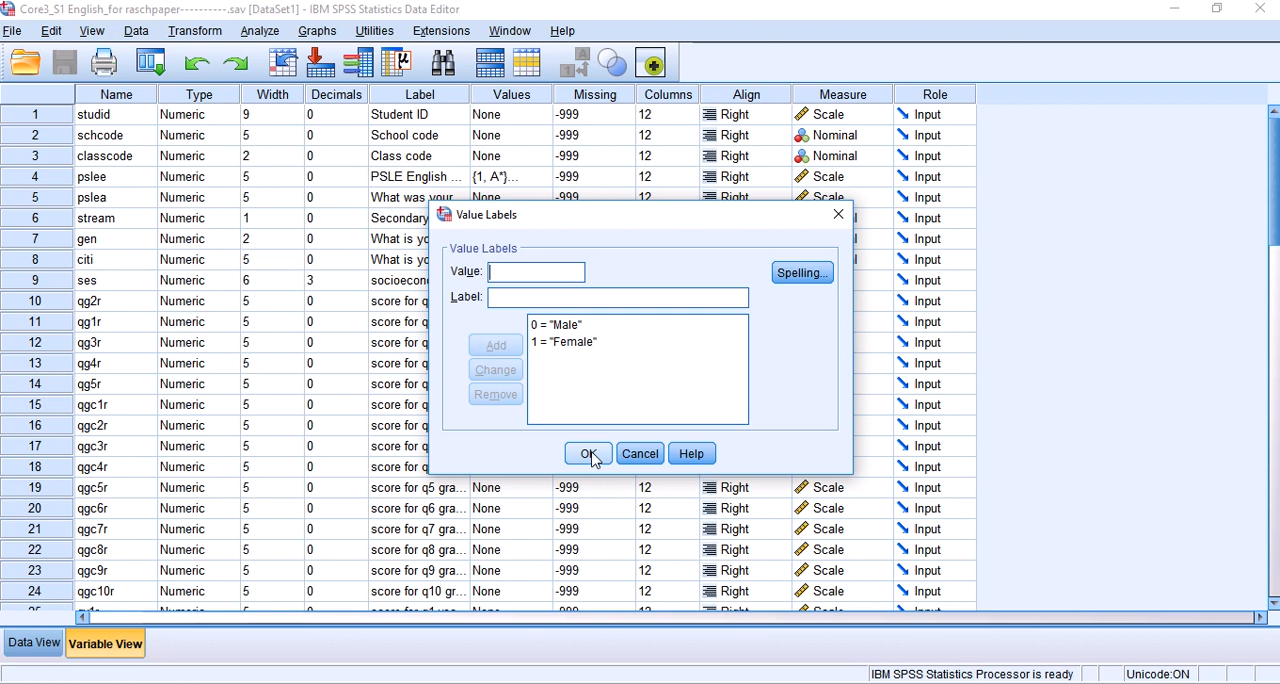 Core3_S1 English_for raschpaper----------.sav [DataSet1] - IBM SPSS Statistics Data Editor
File Edit View Data Transform Analyze Graphs Utilities Extensions Window Help
Name Type Width Decimals Label Values Missing Columns Align Measure Role
1 studid Numeric 9 0 Student ID None -999 12 Right Scale Input
2 schcode Numeric 5 0 School code None -999 12 Right Nominal Input
3 classcode Numeric 2 0 Class code None -999 12 Right Nominal Input
4 pslee Numeric 5 0 PSLE English ... {1, A*}... -999 12 Right Scale Input
5 pslea Numeric 5 0 What was your None -999 12 Right Scale Input
6 stream Numeric 1 0 Secondary Input
7 gen Numeric 2 0 What is yo Input
8 citi Numeric 5 0 What is yo Input
9 ses Numeric 6 3 socioecon Input
10 qg2r Numeric 5 0 score for q Input
11 qg1r Numeric 5 0 score for q Input
12 qg3r Numeric 5 0 score for q Input
13 qg4r Numeric 5 0 score for q Input
14 qg5r Numeric 5 0 score for q Input
15 qgc1r Numeric 5 0 score for q Input
16 qgc2r Numeric 5 0 score for q Input
17 qgc3r Numeric 5 0 score for q Input
18 qgc4r Numeric 5 0 score for q Input
19 qgc5r Numeric 5 0 score for q5 gra... None -999 12 Right Scale Input
20 qgc6r Numeric 5 0 score for q6 gra... None -999 12 Right Scale Input
21 qgc7r Numeric 5 0 score for q7 gra... None -999 12 Right Scale Input
22 qgc8r Numeric 5 0 score for q8 gra... None -999 12 Right Scale Input
23 qgc9r Numeric 5 0 score for q9 gra... None -999 12 Right Scale Input
24 qgc10r Numeric 5 0 score for q10 gr... None -999 12 Right Scale Input
Value Labels
Value Labels
Value:
Spelling...
Label:
0 = "Male"
1 = "Female"
Add
Change
Remove
OK Cancel Help
Data View Variable View
IBM SPSS Statistics Processor is ready Unicode:ON